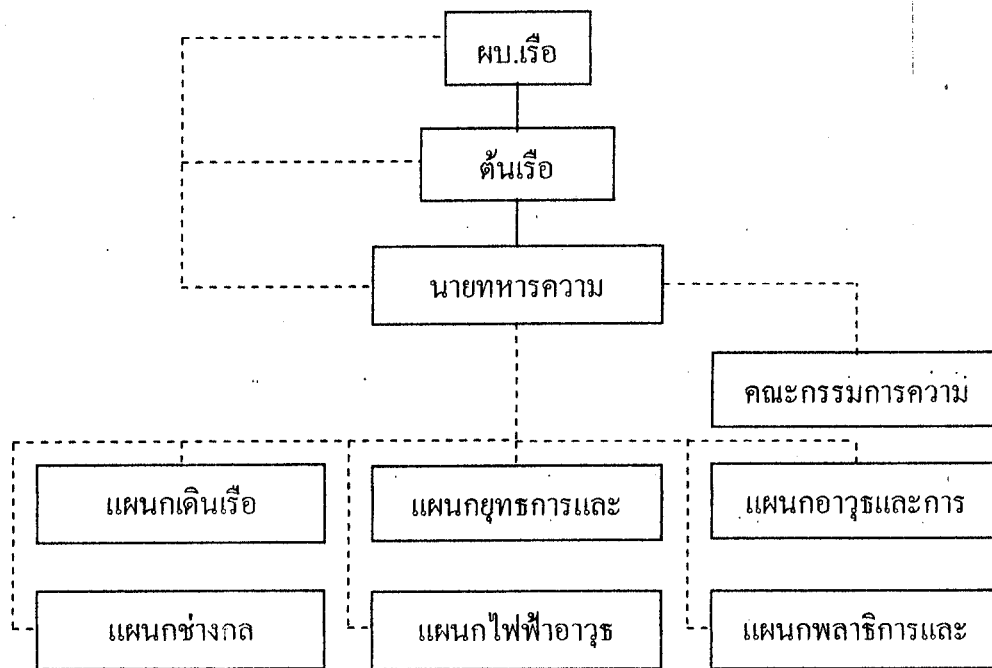 ผบ.เรือ
ต้นเรือ
นายทหารความ
คณะกรรมการความ
แผนกเดินเรือ
แผนกยุทธการและ
แผนกอาวุธและการ
แผนกช่างกล
แผนกไฟฟ้าอาวุธ
แผนกพลาธิการและ